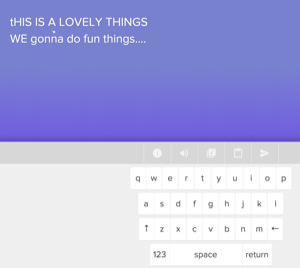 tHIS IS A LOVELY THINGS
WE gonna do fun things....
q w e r t y u i o p
a s d f g h j k l
↑ z x c v b n m ←
123 space return